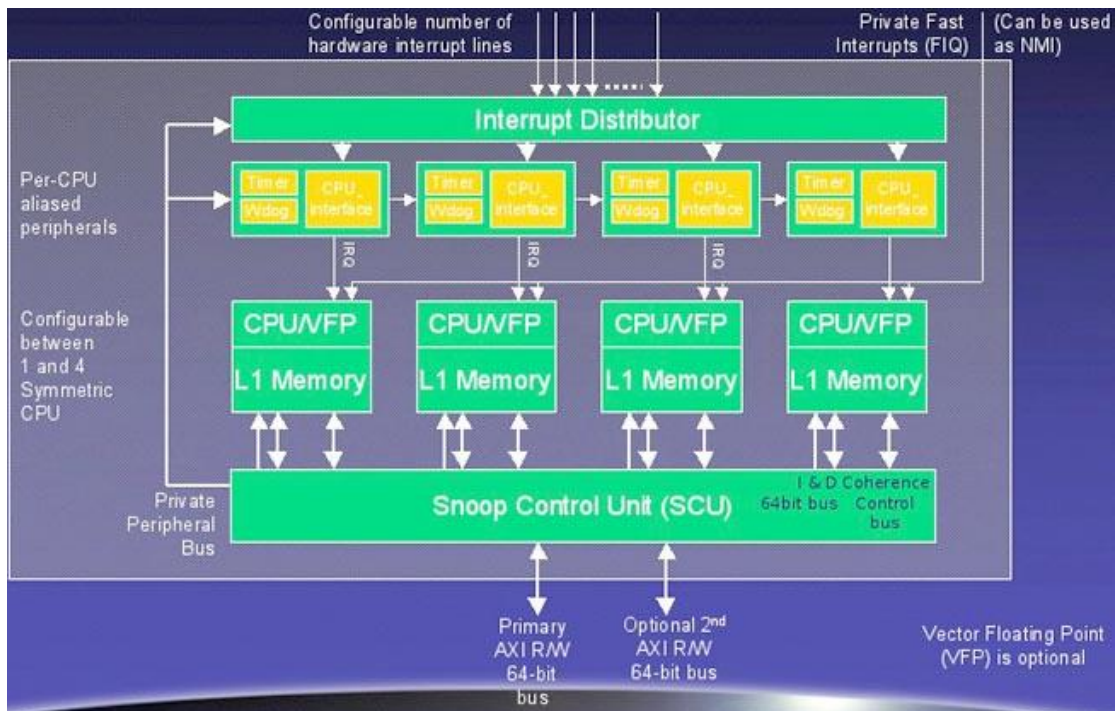 Configurable number of
hardware interrupt lines
Private Fast
Interrupts (FIQ)
(Can be used
as NMI)
Interrupt Distributor
Per-CPU
aliased
peripherals
Timer
Wdog
CPU_
interface
Timer
Wdog
CPU_
interface
Timer
Wdog
CPU_
interface
Timer
Wdog
CPU_
interface
IRQ
IRQ
IRQ
Configurable
between
1 and 4
Symmetric
CPU
CPU/VFP
L1 Memory
CPU/VFP
L1 Memory
CPU/VFP
L1 Memory
CPU/VFP
L1 Memory
Private
Peripheral
Bus
Snoop Control Unit (SCU)
I & D
64bit bus
Coherence
Control
bus
Primary
AXI R/W
64-bit
bus
Optional 2nd
AXI R/W
64-bit bus
Vector Floating Point
(VFP) is optional